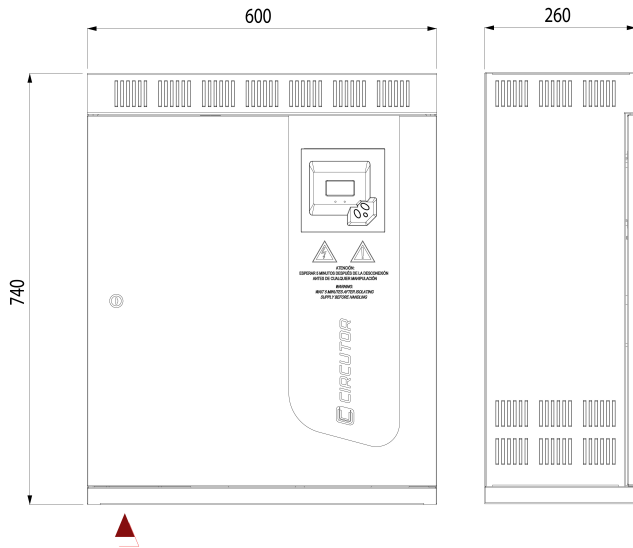 600
260
740
ATENCIÓN:
ESPERAR 5 MINUTOS DESPUÉS DE LA DESCONEXIÓN
ANTES DE CUALQUIER MANIPULACIÓN
WARNING:
WAIT 5 MINUTES AFTER ISOLATING
SUPPLY BEFORE HANDLING
CIRCUTOR